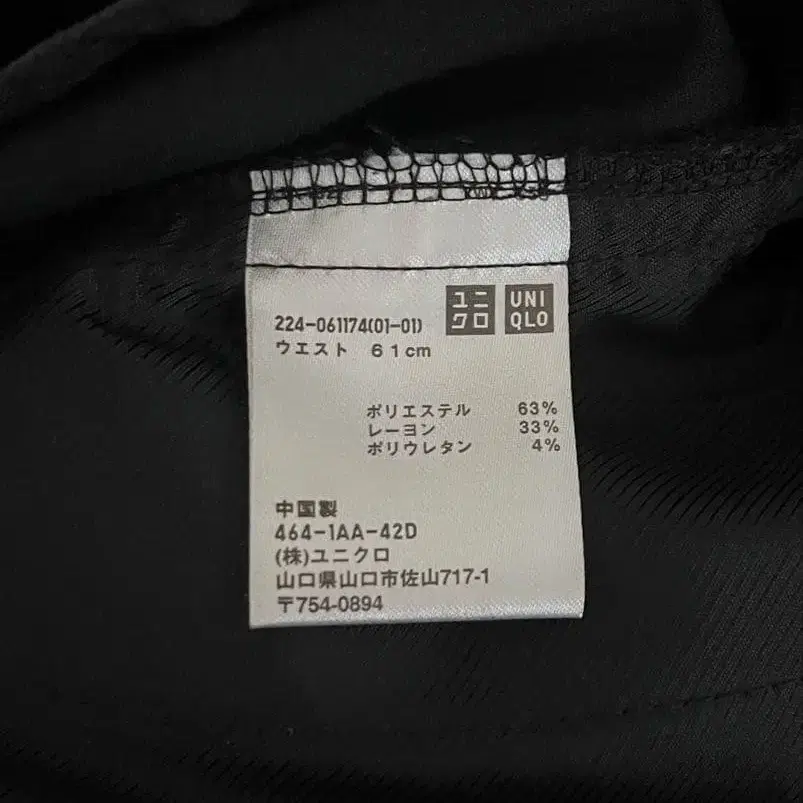 ユニ
クロ
UNI
QLO
224-061174(01-01)
ウエスト 61cm
ポリエステル 63%
レーヨン 33%
ポリウレタン 4%
中国製
464-1AA-42D
(株)ユニクロ
山口県山口市佐山717-1
〒754-0894